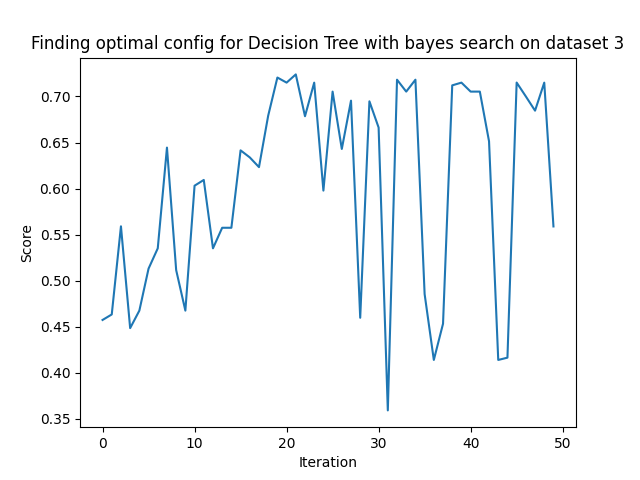 Finding optimal config for Decision Tree with bayes search on dataset 3
0.70
0.65
0.60
0.55
0.50
0.45
0.40
0.35
Score
0 10 20 30 40 50
Iteration